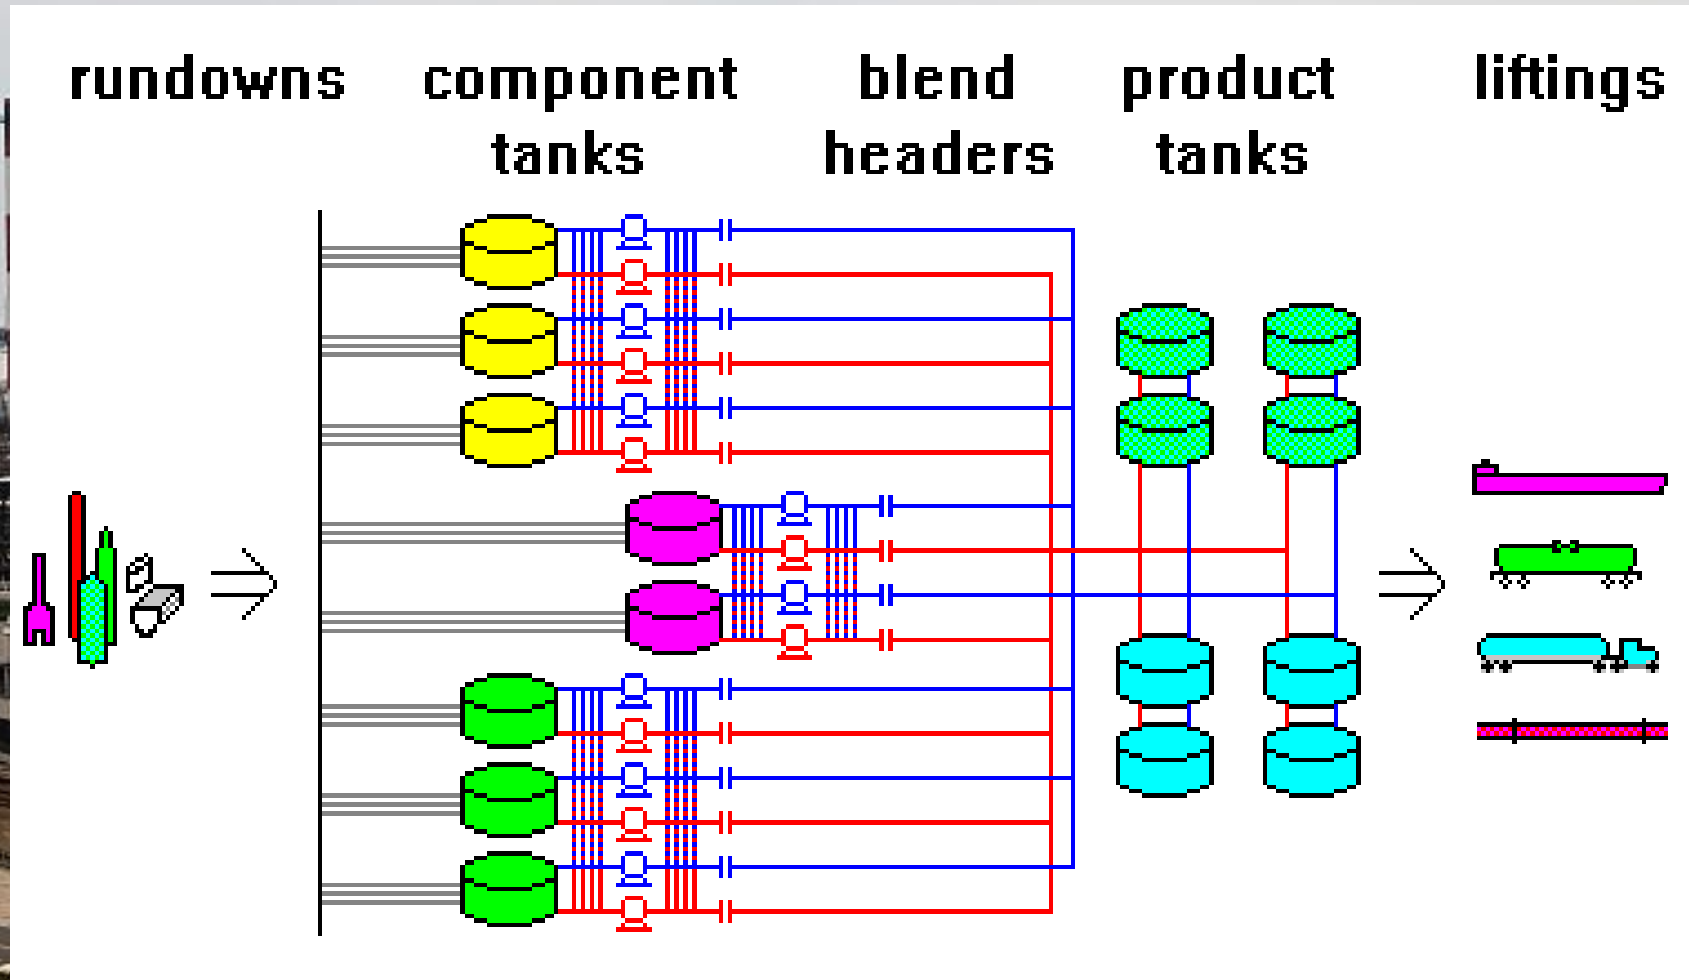 rundowns
component
tanks
blend
headers
product
tanks
liftings